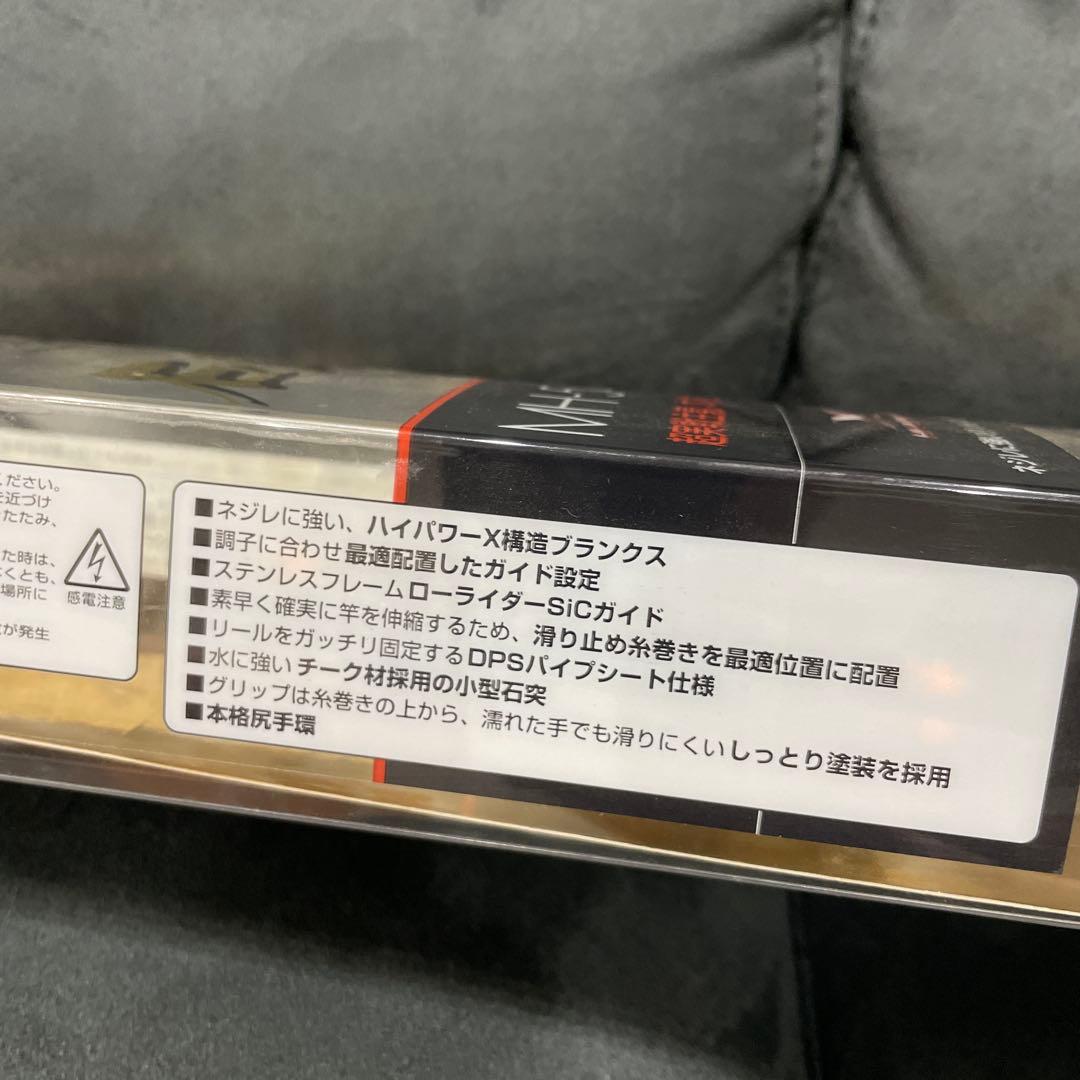 MH-5
ください。
を近づけ
たたみ、
た時は、
くとも、
場所に
が発生
感電注意
■ネジレに強い、ハイパワーX構造ブランクス
■調子に合わせ最適配置したガイド設定
■ステンレスフレームローライダーSiCガイド
■素早く確実に竿を伸縮するため、滑り止め糸巻きを最適位置に配置
■リールをガッチリ固定するDPSパイプシート仕様
■水に強いチーク材採用の小型石突
■グリップは糸巻きの上から、濡れた手でも滑りにくいしっとり塗装を採用
■本格尻手環